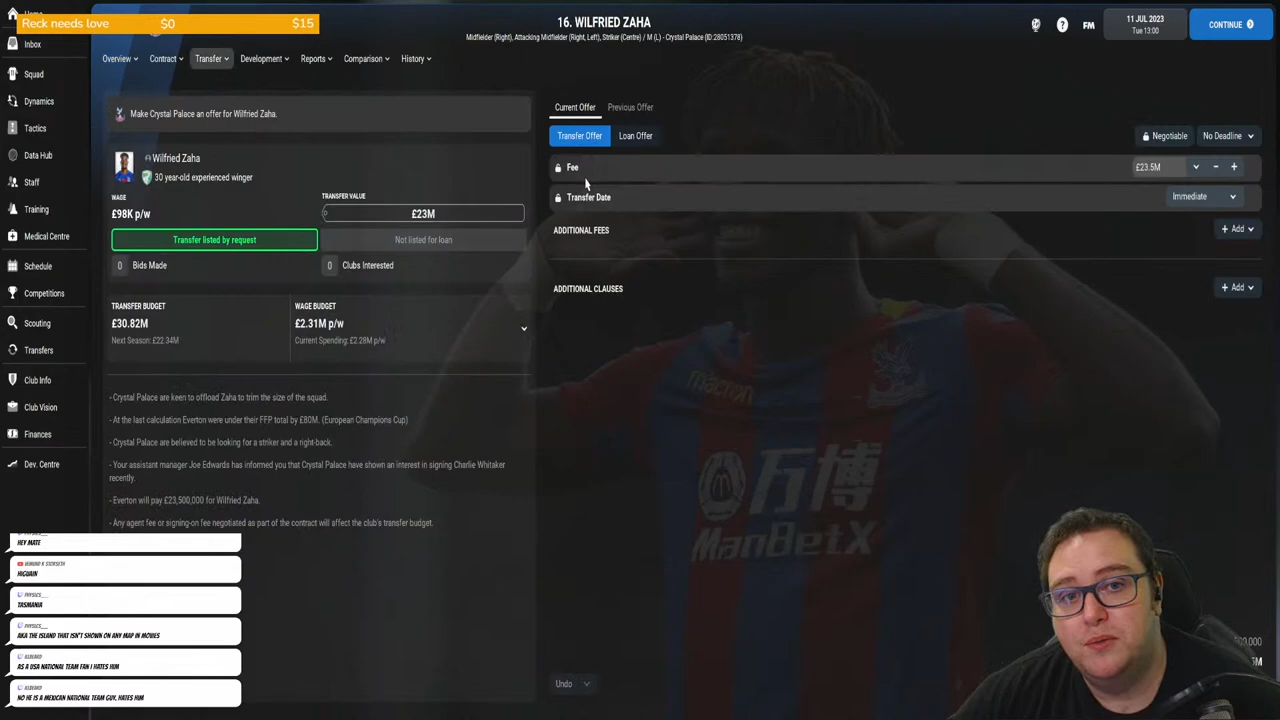 Home
Reck needs love $0 $15
16. WILFRIED ZAHA
Midfielder (Right), Attacking Midfielder (Right, Left), Striker (Centre) / M (L) - Crystal Palace (ID:28051378)
FM
11 JUL 2023
Tue 13:00
CONTINUE
Inbox
Squad
Dynamics
Tactics
Data Hub
Staff
Training
Medical Centre
Schedule
Competitions
Scouting
Transfers
Club Info
Club Vision
Finances
Dev. Centre
Overview
Contract
Transfer
Development
Reports
Comparison
History
Make Crystal Palace an offer for Wilfried Zaha.
Wilfried Zaha
30 year-old experienced winger
WAGE
£98K p/w
TRANSFER VALUE
£23M
Transfer listed by request
Not listed for loan
0 Bids Made
0 Clubs Interested
TRANSFER BUDGET
£30.82M
Next Season: £22.34M
WAGE BUDGET
£2.31M p/w
Current Spending: £2.28M p/w
- Crystal Palace are keen to offload Zaha to trim the size of the squad.
- At the last calculation Everton were under their FFP total by £80M. (European Champions Cup)
- Crystal Palace are believed to be looking for a striker and a right-back.
- Your assistant manager Joe Edwards has informed you that Crystal Palace have shown an interest in signing Charlie Whitaker
recently.
- Everton will pay £23,500,000 for Wilfried Zaha.
- Any agent fee or signing-on fee negotiated as part of the contract will affect the club's transfer budget.
Current Offer
Previous Offer
Transfer Offer
Loan Offer
Negotiable
No Deadline
Fee
£23.5M
Transfer Date
Immediate
ADDITIONAL FEES
+ Add
ADDITIONAL CLAUSES
+ Add
macron
万博
ManBetX
Undo
HEY MATE
HIGUAIN
PHYSICS__
TASMANIA
PHYSICS__
AKA THE ISLAND THAT ISN'T SHOWN ON ANY MAP IN MOVIES
AS A USA NATIONAL TEAM FAN I HATES HIM
NO HE IS A MEXICAN NATIONAL TEAM GUY, HATES HIM